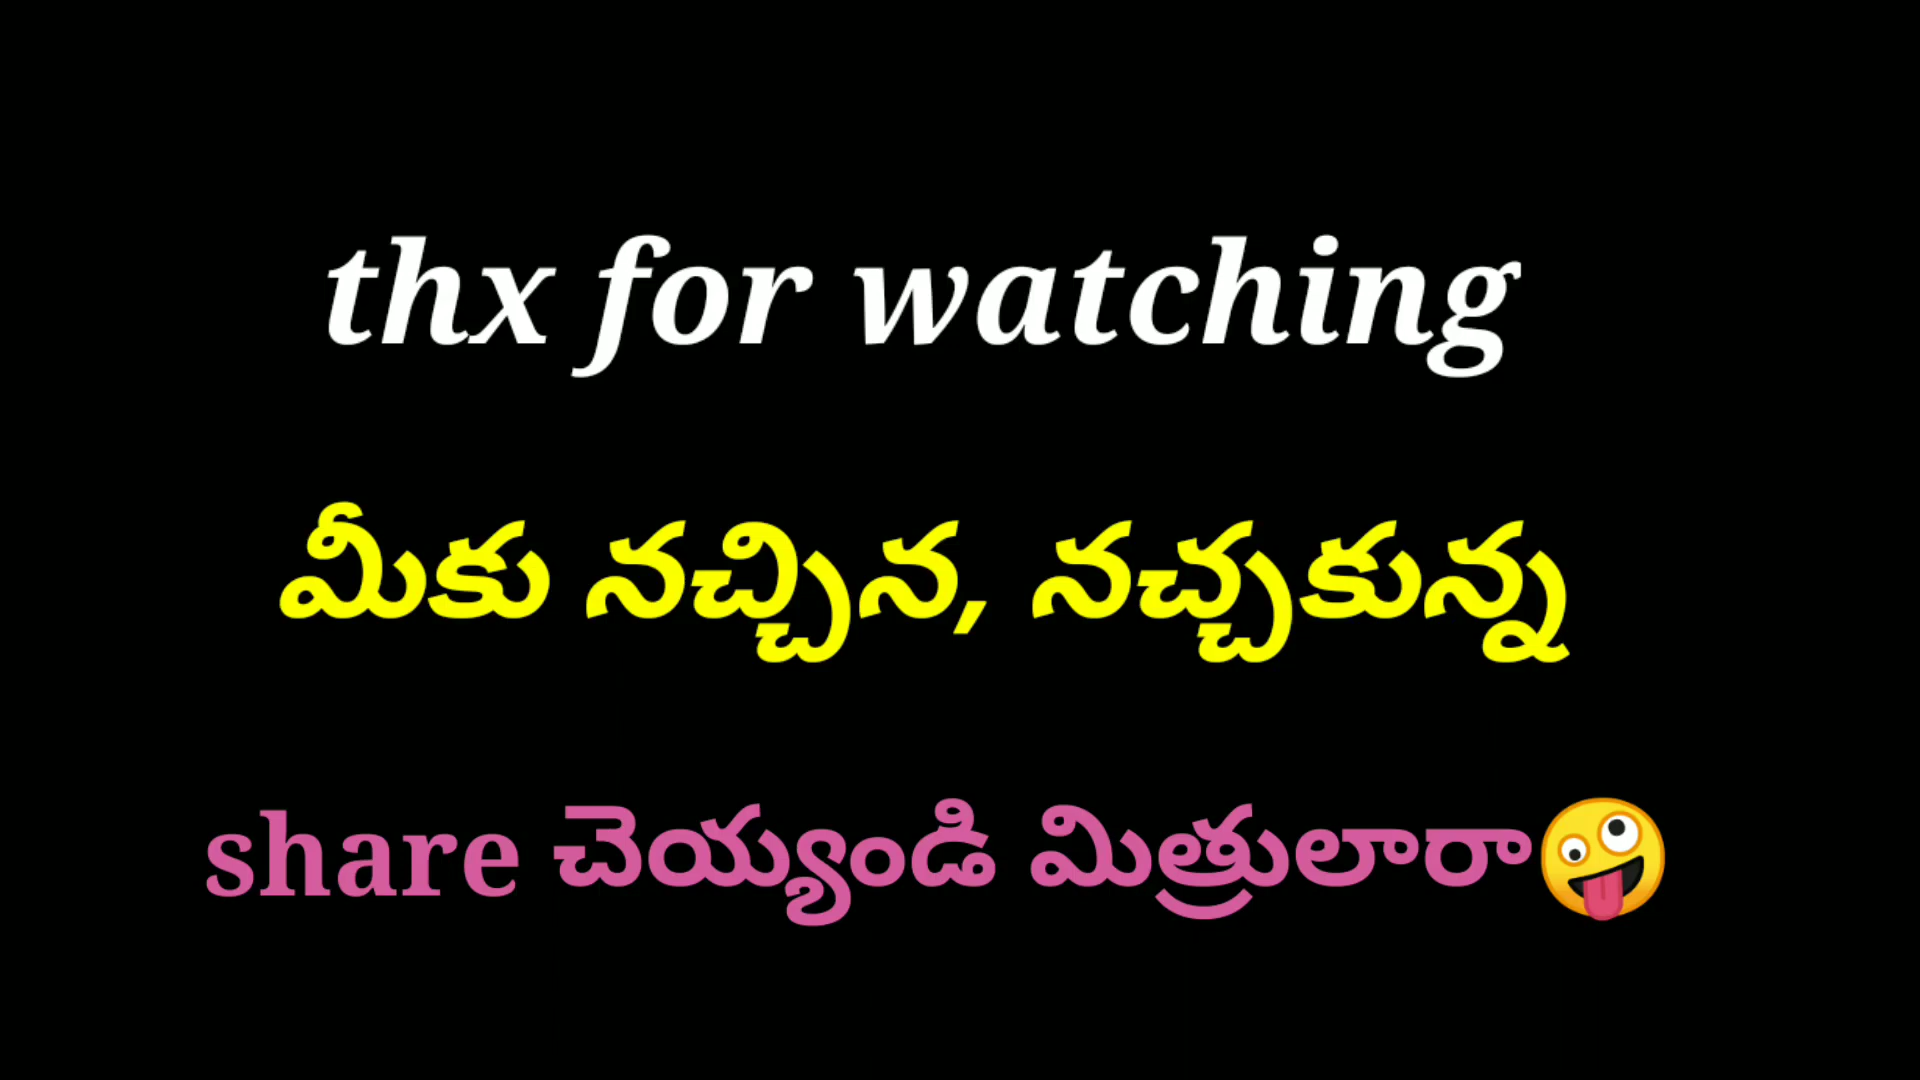 thx for watching
మీకు నచ్చిన, నచ్చకున్న
share చెయ్యండి మిత్రులారా🤪